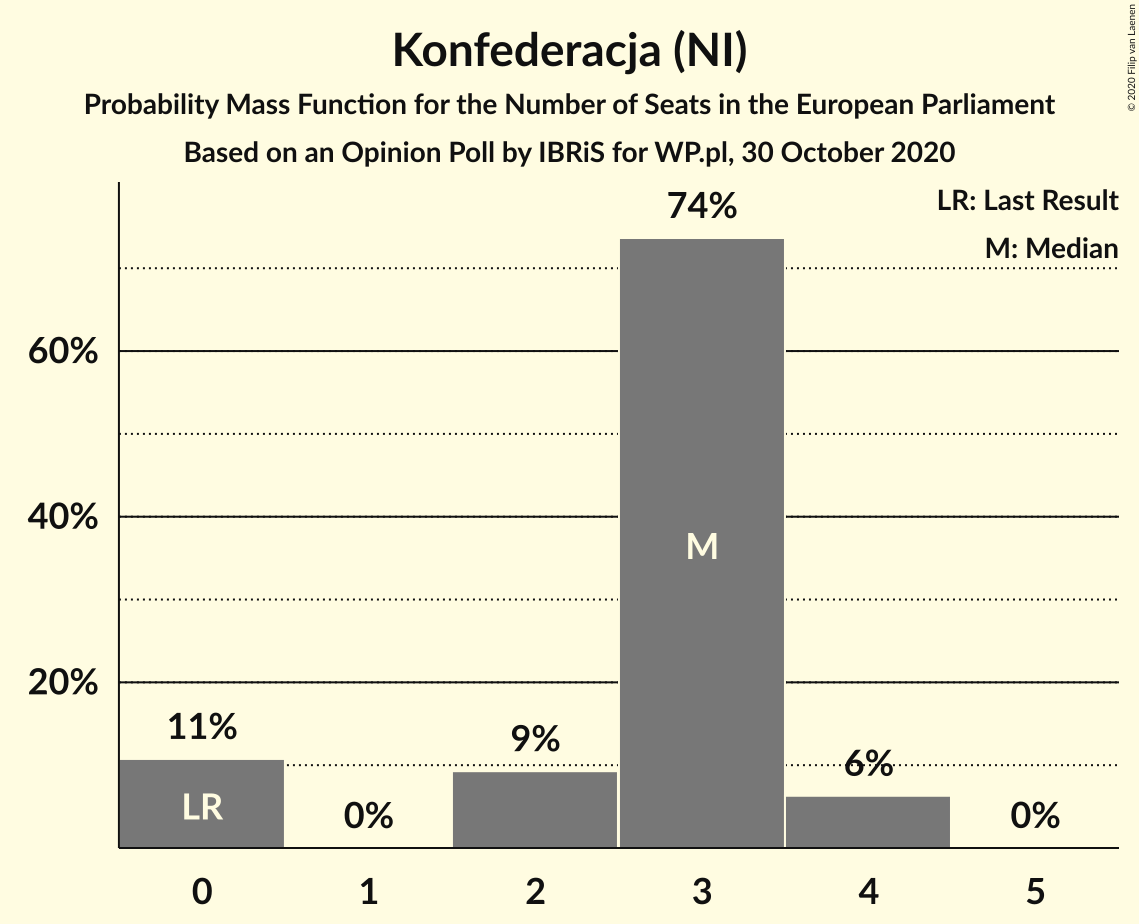 Konfederacja (NI)
Probability Mass Function for the Number of Seats in the European Parliament
Based on an Opinion Poll by IBRiS for WP.pl, 30 October 2020
© 2020 Filip van Laenen
LR: Last Result
M: Median
74%
60%
40%
20%
M
11%
LR
0%
9%
6%
0%
0
1
2
3
4
5